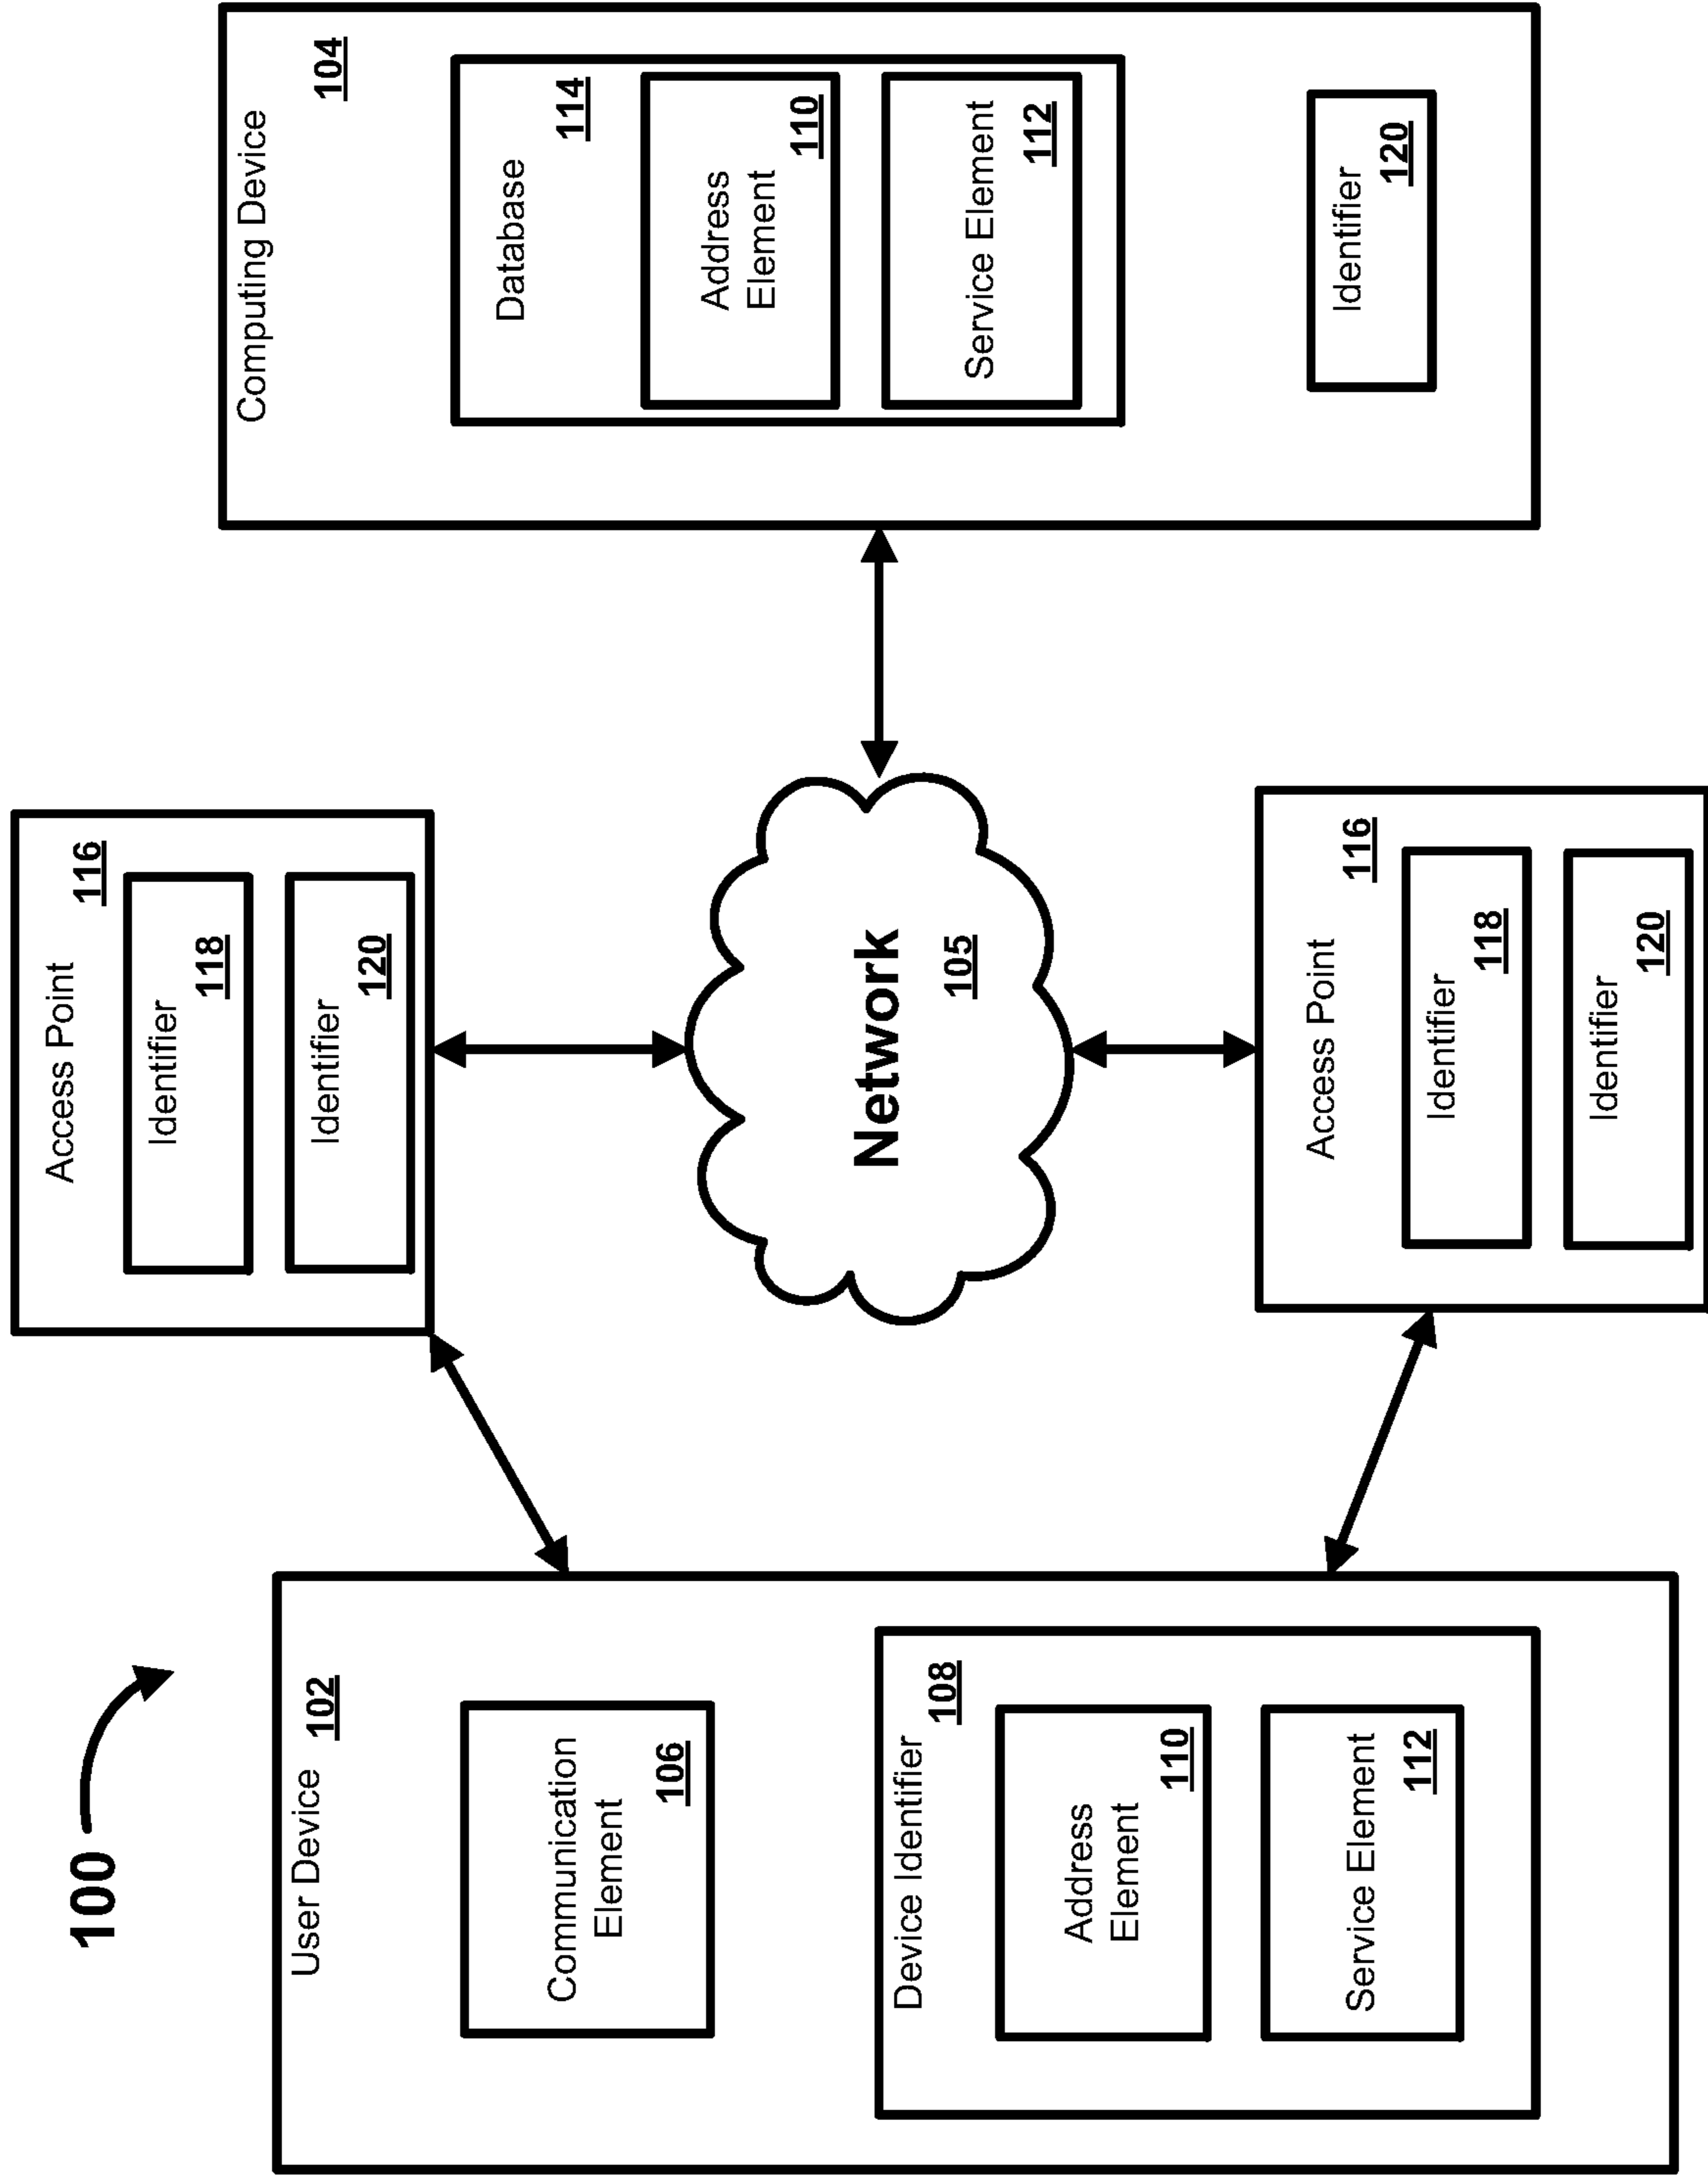 100
User Device
102
Communication
Element
106
Device Identifier
108
Address
Element
110
Service Element
112
Access Point
116
Identifier
118
Identifier
120
Network
105
Access Point
116
Identifier
118
Identifier
120
Computing Device
104
Database
114
Address
Element
110
Service Element
112
Identifier
120